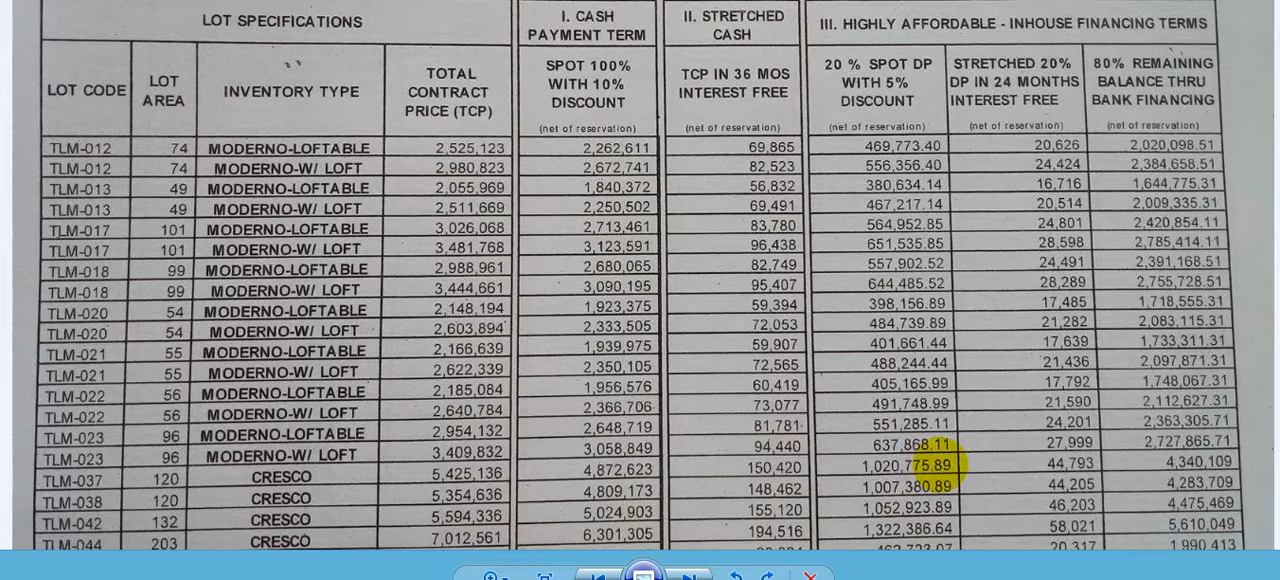 LOT SPECIFICATIONS
I. CASH PAYMENT TERM
II. STRETCHED CASH
III. HIGHLY AFFORDABLE - INHOUSE FINANCING TERMS
LOT CODE
LOT AREA
INVENTORY TYPE
TOTAL CONTRACT PRICE (TCP)
SPOT 100% WITH 10% DISCOUNT
(net of reservation)
TCP IN 36 MOS INTEREST FREE
(net of reservation)
20 % SPOT DP WITH 5% DISCOUNT
(net of reservation)
STRETCHED 20% DP IN 24 MONTHS INTEREST FREE
(net of reservation)
80% REMAINING BALANCE THRU BANK FINANCING
(net of reservation)
TLM-012 74 MODERNO-LOFTABLE 2,525,123 2,262,611 69,865 469,773.40 20,626 2,020,098.51
TLM-012 74 MODERNO-W/ LOFT 2,980,823 2,672,741 82,523 556,356.40 24,424 2,384,658.51
TLM-013 49 MODERNO-LOFTABLE 2,055,969 1,840,372 56,832 380,634.14 16,716 1,644,775.31
TLM-013 49 MODERNO-W/ LOFT 2,511,669 2,250,502 69,491 467,217.14 20,514 2,009,335.31
TLM-017 101 MODERNO-LOFTABLE 3,026,068 2,713,461 83,780 564,952.85 24,801 2,420,854.11
TLM-017 101 MODERNO-W/ LOFT 3,481,768 3,123,591 96,438 651,535.85 28,598 2,785,414.11
TLM-018 99 MODERNO-LOFTABLE 2,988,961 2,680,065 82,749 557,902.52 24,491 2,391,168.51
TLM-018 99 MODERNO-W/ LOFT 3,444,661 3,090,195 95,407 644,485.52 28,289 2,755,728.51
TLM-020 54 MODERNO-LOFTABLE 2,148,194 1,923,375 59,394 398,156.89 17,485 1,718,555.31
TLM-020 54 MODERNO-W/ LOFT 2,603,894 2,333,505 72,053 484,739.89 21,282 2,083,115.31
TLM-021 55 MODERNO-LOFTABLE 2,166,639 1,939,975 59,907 401,661.44 17,639 1,733,311.31
TLM-021 55 MODERNO-W/ LOFT 2,622,339 2,350,105 72,565 488,244.44 21,436 2,097,871.31
TLM-022 56 MODERNO-LOFTABLE 2,185,084 1,956,576 60,419 405,165.99 17,792 1,748,067.31
TLM-022 56 MODERNO-W/ LOFT 2,640,784 2,366,706 73,077 491,748.99 21,590 2,112,627.31
TLM-023 96 MODERNO-LOFTABLE 2,954,132 2,648,719 81,781 551,285.11 24,201 2,363,305.71
TLM-023 96 MODERNO-W/ LOFT 3,409,832 3,058,849 94,440 637,868.11 27,999 2,727,865.71
TLM-037 120 CRESCO 5,425,136 4,872,623 150,420 1,020,775.89 44,793 4,340,109
TLM-038 120 CRESCO 5,354,636 4,809,173 148,462 1,007,380.89 44,205 4,283,709
TLM-042 132 CRESCO 5,594,336 5,024,903 155,120 1,052,923.89 46,203 4,475,469
TLM-044 203 CRESCO 7,012,561 6,301,305 194,516 1,322,386.64 58,021 5,610,049